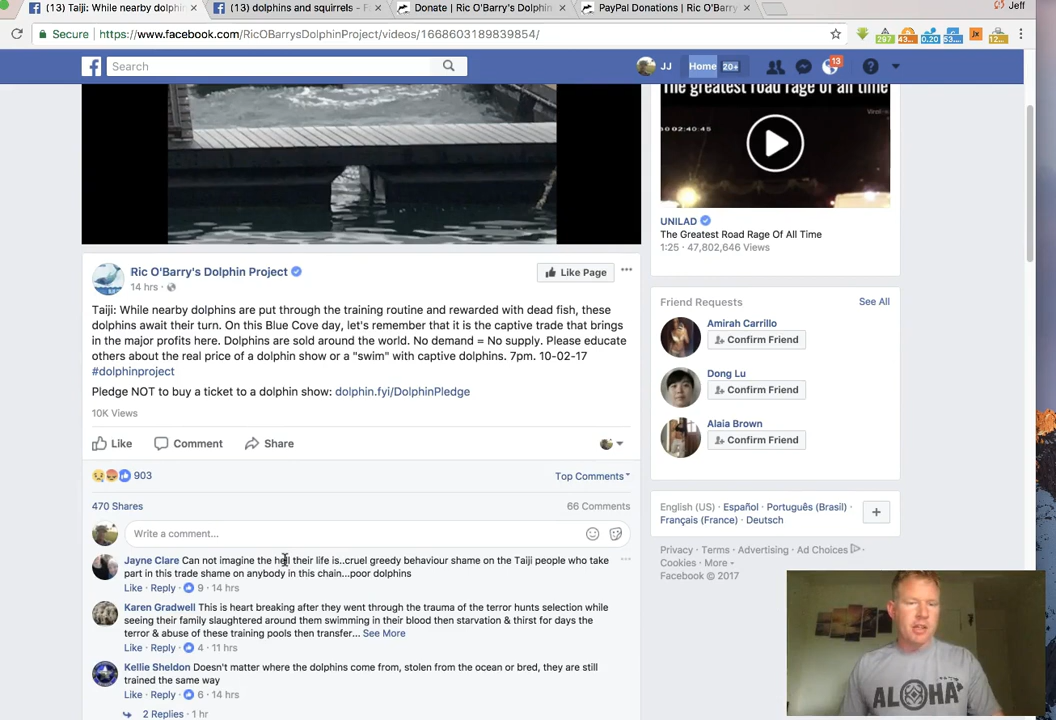 (13) Taiji: While nearby dolphin
(13) dolphins and squirrels - F
Donate | Ric O'Barry's Dolphin
PayPal Donations | Ric O'Barr
Jeff
Secure
https://www.facebook.com/RicOBarrysDolphinProject/videos/1668603189839854/
297
43...
0.20
53...
12...
Search
JJ
Home 20+
13
The greatest road rage of all time
UNILAD
The Greatest Road Rage Of All Time
1:25 · 47,802,646 Views
Ric O'Barry's Dolphin Project
14 hrs ·
Like Page
Taiji: While nearby dolphins are put through the training routine and rewarded with dead fish, these
dolphins await their turn. On this Blue Cove day, let's remember that it is the captive trade that brings
in the major profits here. Dolphins are sold around the world. No demand = No supply. Please educate
others about the real price of a dolphin show or a "swim" with captive dolphins. 7pm. 10-02-17
#dolphinproject
Pledge NOT to buy a ticket to a dolphin show: dolphin.fyi/DolphinPledge
10K Views
Like Comment Share
903
Top Comments
470 Shares
66 Comments
Write a comment...
Jayne Clare Can not imagine the hell their life is..cruel greedy behaviour shame on the Taiji people who take
part in this trade shame on anybody in this chain...poor dolphins
Like · Reply · 9 · 14 hrs
Karen Gradwell This is heart breaking after they went through the trauma of the terror hunts selection while
seeing their family slaughtered around them swimming in their blood then starvation & thirst for days the
terror & abuse of these training pools then transfer... See More
Like · Reply · 4 · 11 hrs
Kellie Sheldon Doesn't matter where the dolphins come from, stolen from the ocean or bred, they are still
trained the same way
Like · Reply · 6 · 14 hrs
2 Replies · 1 hr
Friend Requests
See All
Amirah Carrillo
Confirm Friend
Dong Lu
Confirm Friend
Alaia Brown
Confirm Friend
English (US) · Español · Português (Brasil) ·
Français (France) · Deutsch
Privacy · Terms · Advertising · Ad Choices
Cookies · More
Facebook © 2017
ALOHA